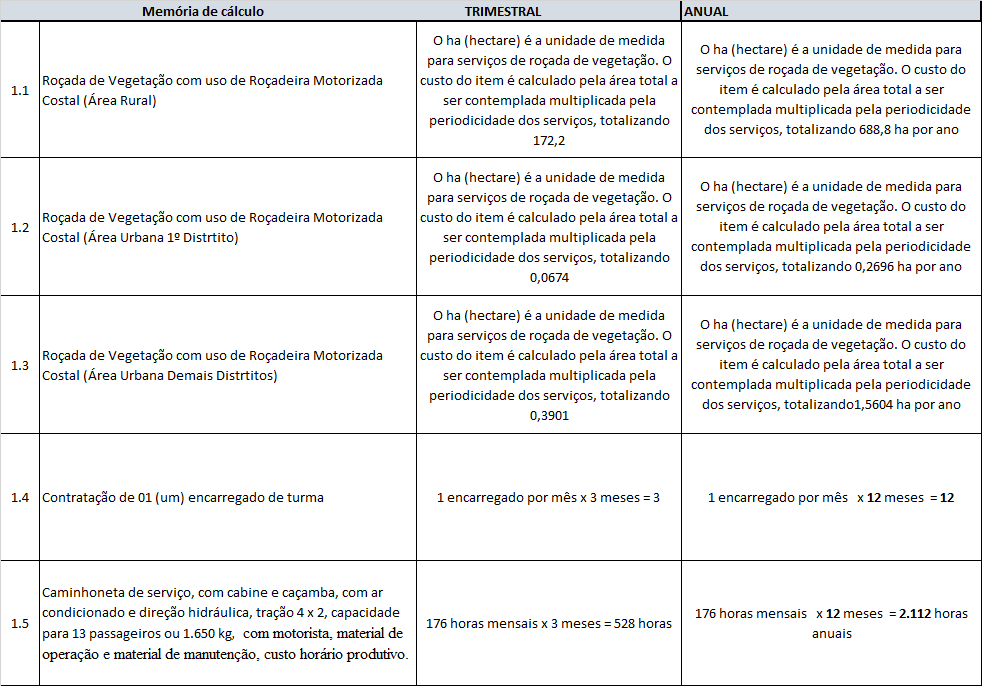 Memória de cálculo TRIMESTRAL ANUAL
1.1
Roçada de Vegetação com uso de Roçadeira Motorizada
Costal (Área Rural)
O ha (hectare) é a unidade de medida
para serviços de roçada de vegetação. O
custo do item é calculado pela área total a
ser contemplada multiplicada pela
periodicidade dos serviços, totalizando
172,2
O ha (hectare) é a unidade de medida para
serviços de roçada de vegetação. O custo do
item é calculado pela área total a ser
contemplada multiplicada pela periodicidade
dos serviços, totalizando 688,8 ha por ano
1.2
Roçada de Vegetação com uso de Roçadeira Motorizada
Costal (Área Urbana 1º Distrtito)
O ha (hectare) é a unidade de medida
para serviços de roçada de vegetação. O
custo do item é calculado pela área total a
ser contemplada multiplicada pela
periodicidade dos serviços, totalizando
0,0674
O ha (hectare) é a unidade de medida para
serviços de roçada de vegetação. O custo do
item é calculado pela área total a ser
contemplada multiplicada pela periodicidade
dos serviços, totalizando 0,2696 ha por ano
1.3
Roçada de Vegetação com uso de Roçadeira Motorizada
Costal (Área Urbana Demais Distrtitos)
O ha (hectare) é a unidade de medida
para serviços de roçada de vegetação. O
custo do item é calculado pela área total a
ser contemplada multiplicada pela
periodicidade dos serviços, totalizando
0,3901
O ha (hectare) é a unidade de medida para
serviços de roçada de vegetação. O custo do
item é calculado pela área total a ser
contemplada multiplicada pela periodicidade
dos serviços, totalizando1,5604 ha por ano
1.4
Contratação de 01 (um) encarregado de turma
1 encarregado por mês x 3 meses = 3
1 encarregado por mês x 12 meses = 12
1.5
Caminhoneta de serviço, com cabine e caçamba, com ar
condicionado e direção hidráulica, tração 4 x 2, capacidade
para 13 passageiros ou 1.650 kg, com motorista, material de
operação e material de manutenção, custo horário produtivo.
176 horas mensais x 3 meses = 528 horas
176 horas mensais x 12 meses = 2.112 horas
anuais